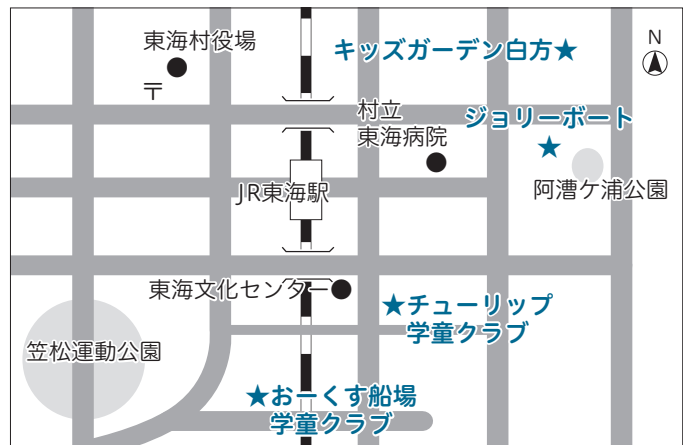 東海村役場
〒
キッズガーデン白方★
N
村立
東海病院
ジョリーボート
★
阿漕ケ浦公園
JR東海駅
東海文化センター
★チューリップ
学童クラブ
笠松運動公園
★おーくす船場
学童クラブ